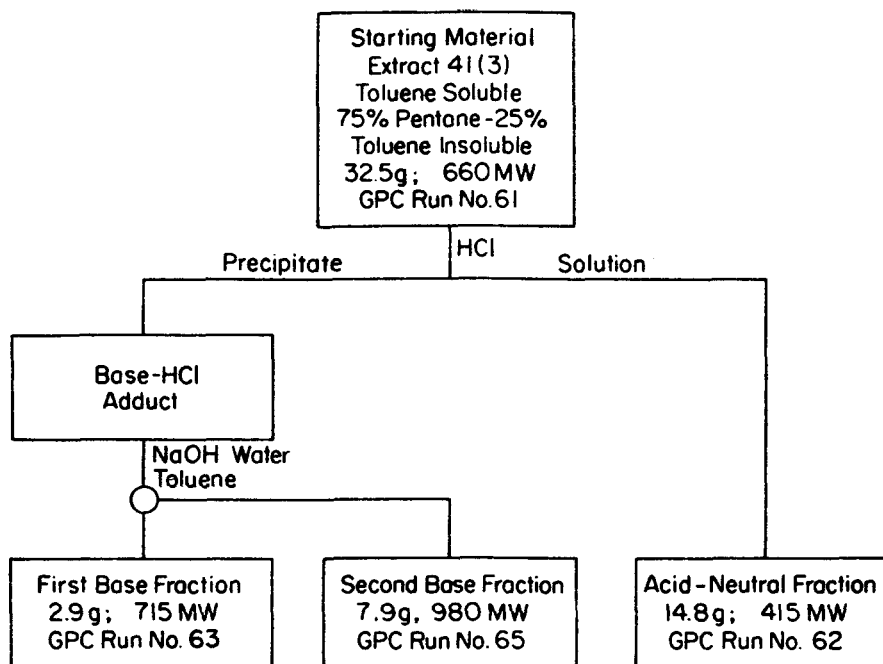 Starting Material
Extract 41(3)
Toluene Soluble
75% Pentane-25%
Toluene Insoluble
32.5g; 660 MW
GPC Run No. 61
HCl
Precipitate
Solution
Base-HCl
Adduct
NaOH Water
Toluene
First Base Fraction
2.9g; 715 MW
GPC Run No. 63
Second Base Fraction
7.9g, 980 MW
GPC Run No. 65
Acid-Neutral Fraction
14.8g; 415 MW
GPC Run No. 62